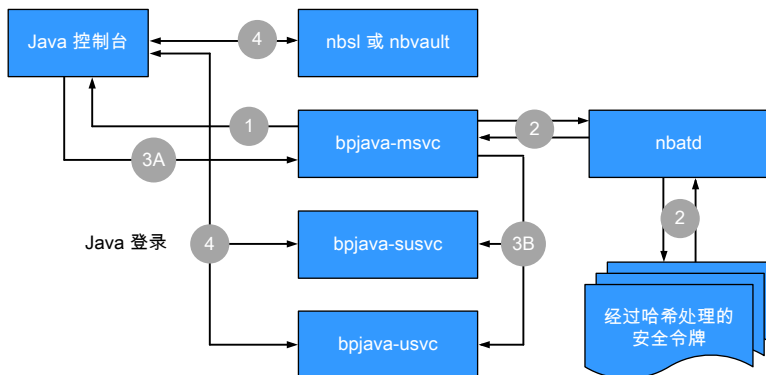 Java 控制台
4
nbsl 或 nbvault
1
bpjava-msvc
2
nbatd
3A
2
Java 登录
4
bpjava-susvc
3B
经过哈希处理的
安全令牌
bpjava-usvc